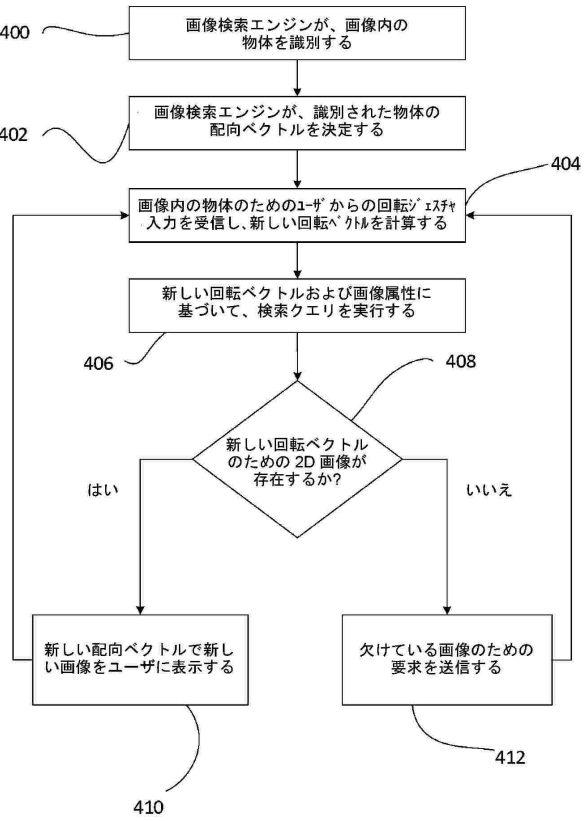 400
画像検索エンジンが、画像内の
物体を識別する
402
画像検索エンジンが、識別された物体の
配向ベクトルを決定する
404
画像内の物体のためのﾕｰｻﾞからの回転ｼﾞｪｽﾁｬ
入力を受信し､新しい回転ﾍﾞｸﾄﾙを計算する
新しい回転ベクトルおよび画像属性に
基づいて、検索クエリを実行する
406
408
新しい回転ベクトル
のための 2D 画像が
存在するか?
はい
いいえ
新しい配向ベクトルで新し
い画像をユーザに表示する
欠けている画像のための
要求を送信する
410
412